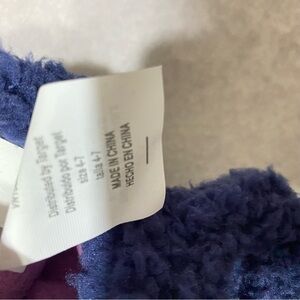 Distributed by Target
Distribuido por Target
size 4-7
talla 4-7
MADE IN CHINA
HECHO EN CHINA